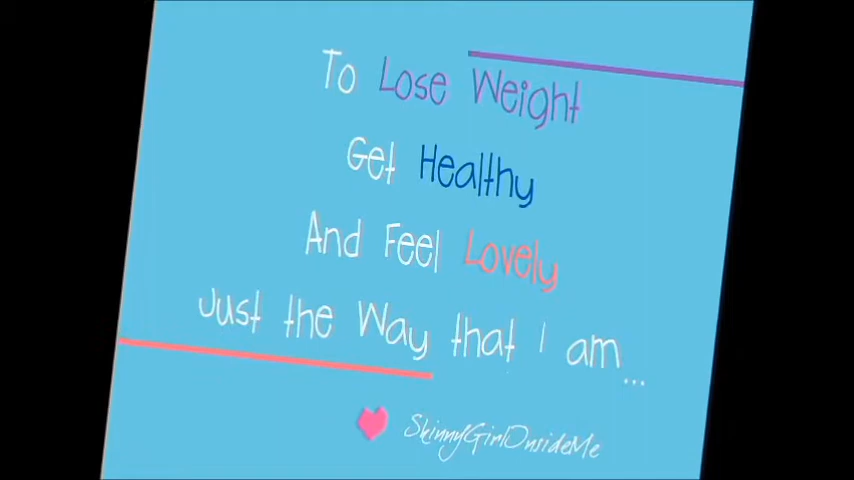 To Lose Weight
Get Healthy
And Feel Lovely
Just the Way that I am...
SkinnyGirlInsideMe